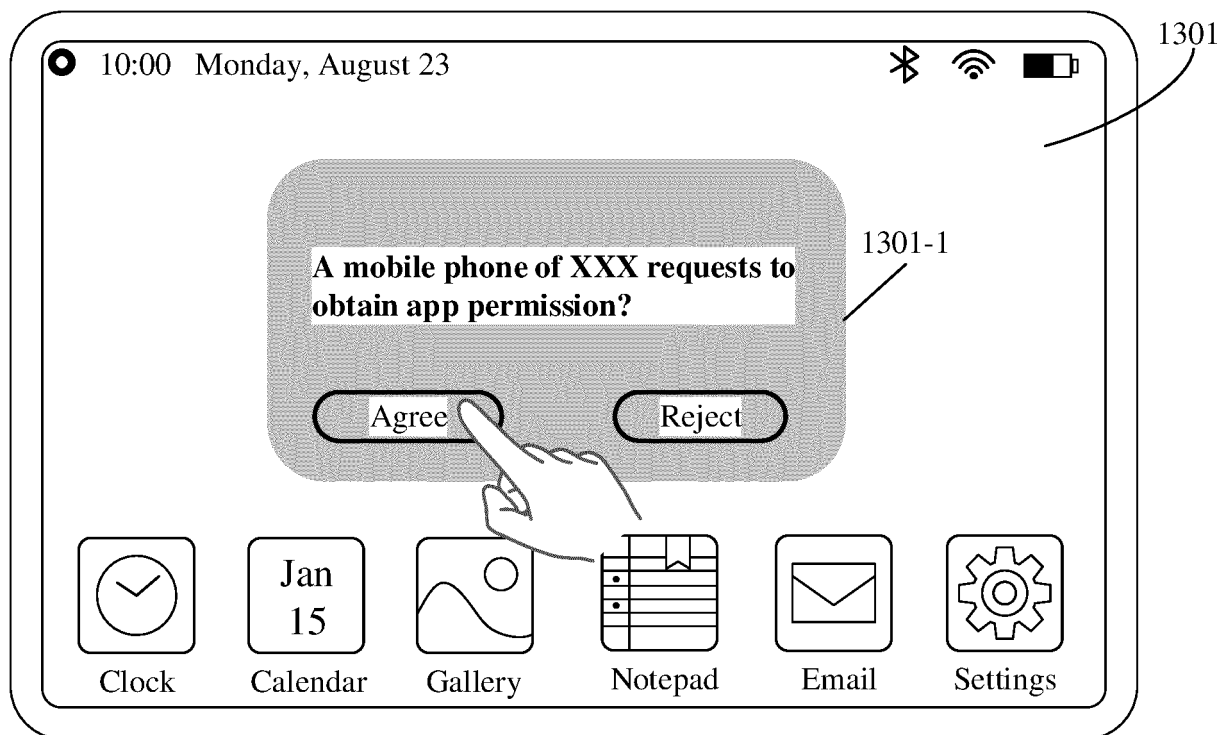 1301
10:00 Monday, August 23
1301-1
A mobile phone of XXX requests to
obtain app permission?
Agree Reject
Jan
15
Clock Calendar Gallery Notepad Email Settings